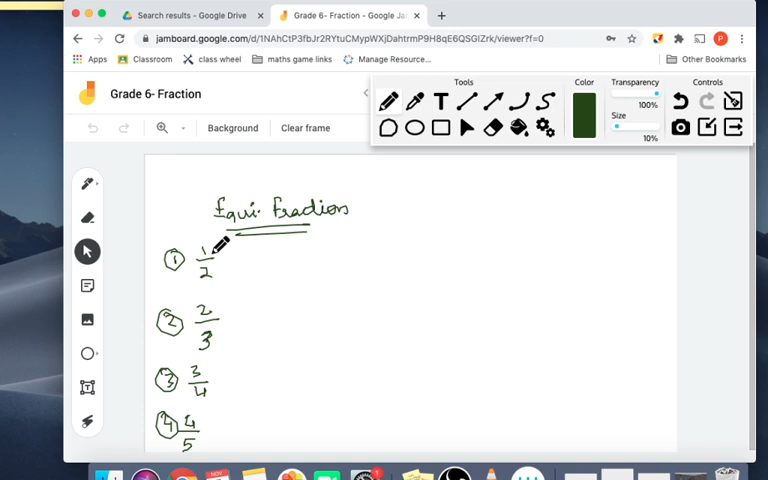 Search results - Google Drive
Grade 6- Fraction - Google Ja
jamboard.google.com/d/1NAhCtP3fbJr2RYtuCMypWXjDahtrmP9H8qE6QSGIZrk/viewer?f=0
Apps Classroom class wheel maths game links Manage Resource... Other Bookmarks
Grade 6- Fraction
Tools Color Transparency Controls
100%
Size
10%
Background Clear frame
Equi. Fractions
① 1/2
② 2/3
③ 3/4
④ 4/5